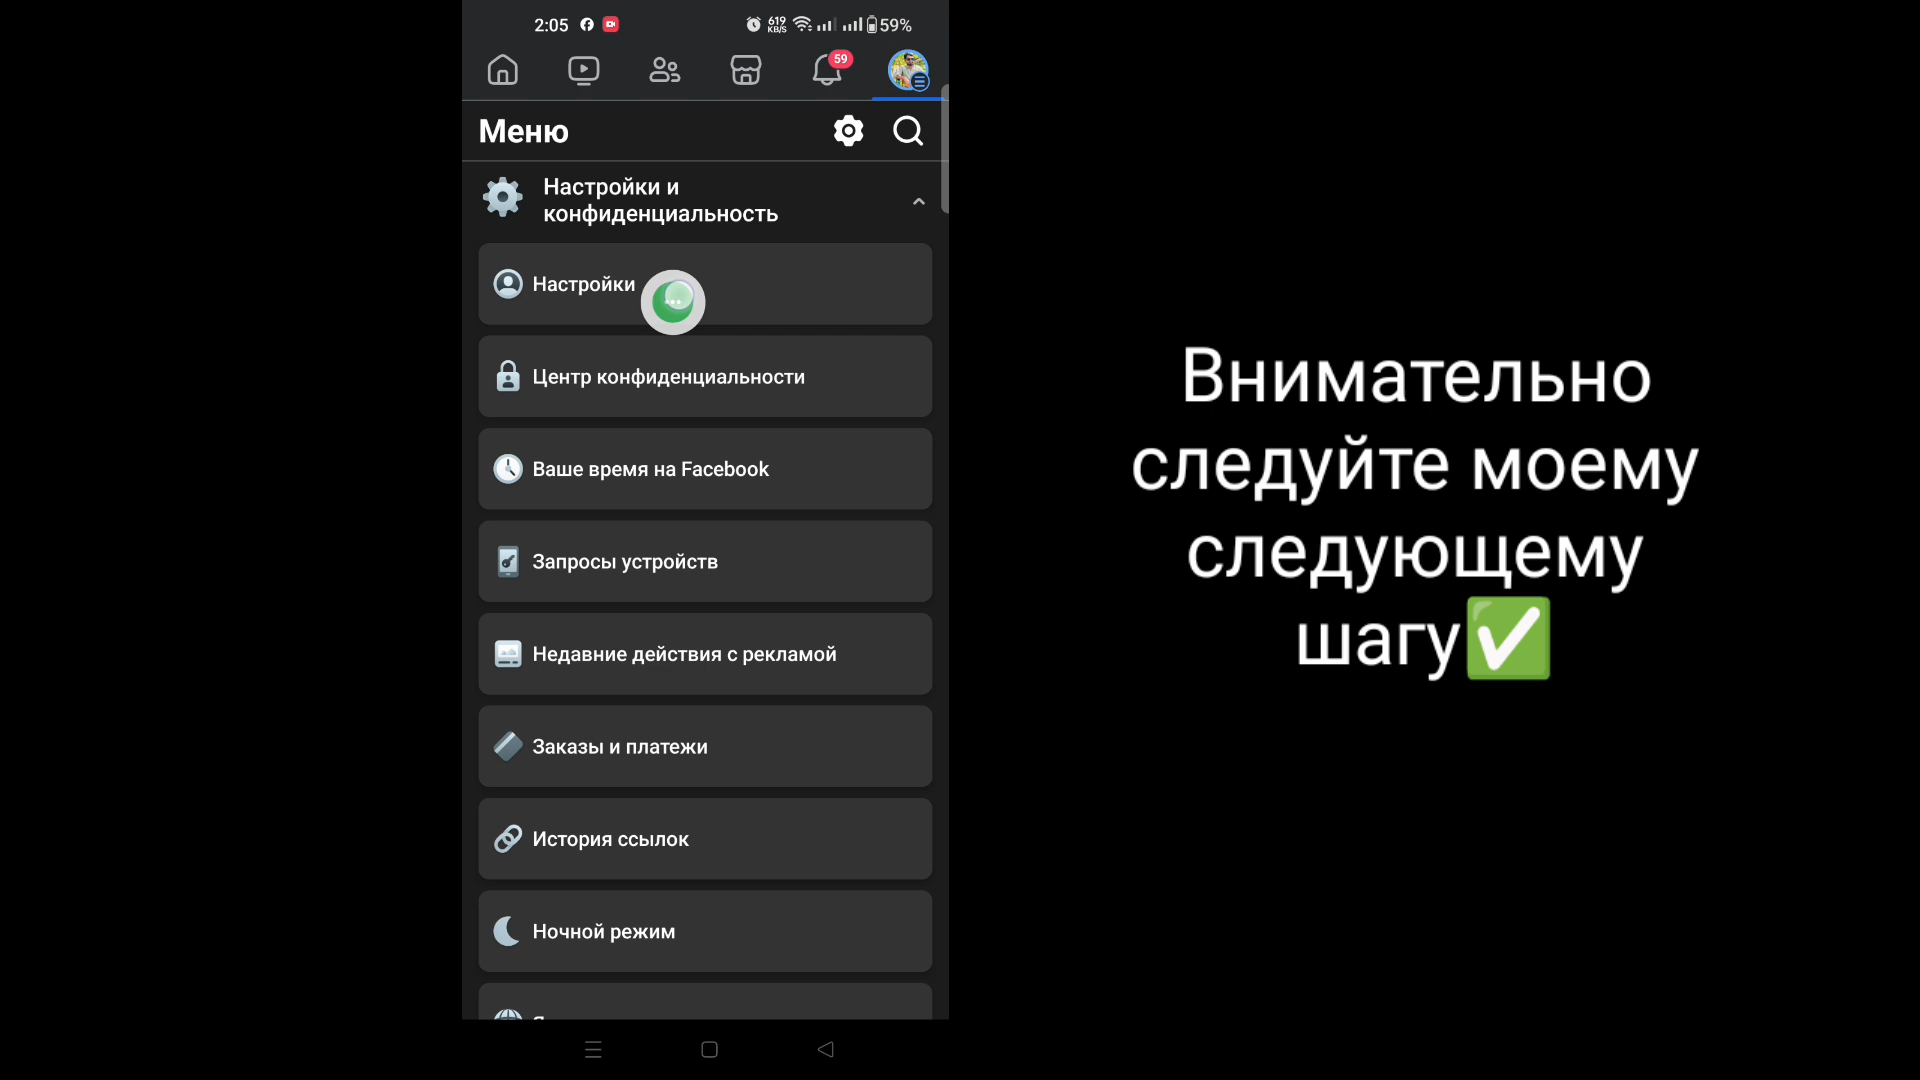 2:05
619 KB/S
59%
59
Меню
Настройки и
конфиденциальность
Настройки
Центр конфиденциальности
Ваше время на Facebook
Запросы устройств
Недавние действия с рекламой
Заказы и платежи
История ссылок
Ночной режим
Внимательно
следуйте моему
следующему
шагу✅